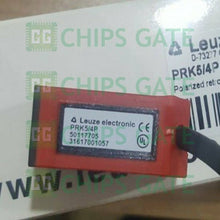 CHIPS GATE
Leuze
D-73277
PRK5/4P
Polarized ret
Leuze electronic
PRK5/4P
50117705
31617001057
www.leu